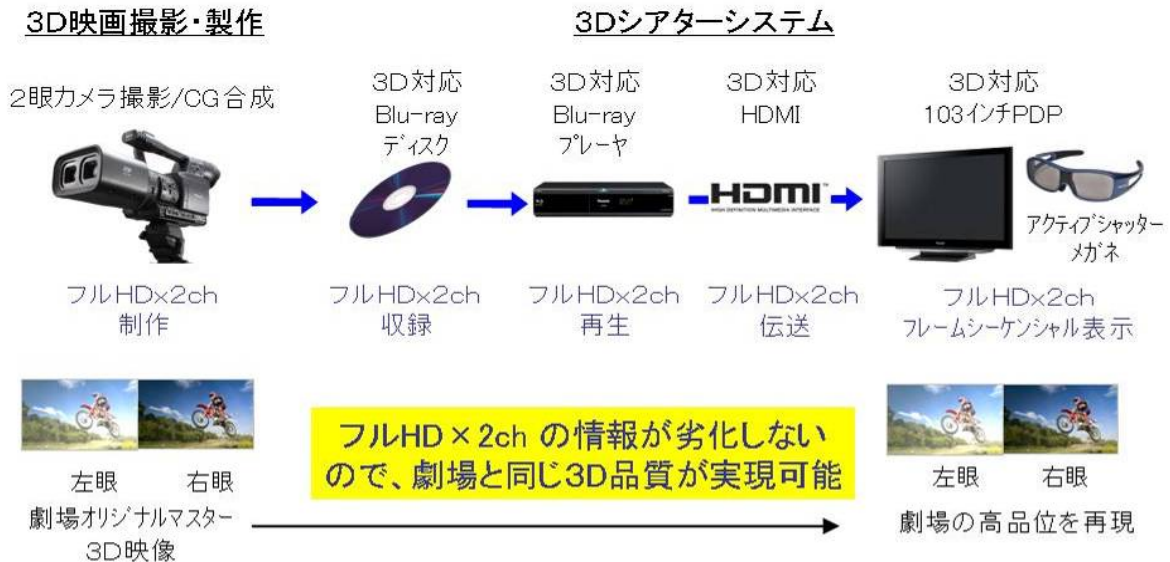 3D映画撮影・製作
3Dシアターシステム
2眼カメラ撮影/CG合成
3D対応
Blu-ray
ディスク
3D対応
Blu-ray
プレーヤ
3D対応
HDMI
3D対応
103インチPDP
HDMI™
HIGH DEFINITION MULTIMEDIA INTERFACE
アクティブシャッター
メガネ
フルHD×2ch
制作
フルHD×2ch
収録
フルHD×2ch
再生
フルHD×2ch
伝送
フルHD×2ch
フレームシーケンシャル表示
左眼
右眼
フルHD×2ch の情報が劣化しない
ので、劇場と同じ3D品質が実現可能
左眼
右眼
劇場オリジナルマスター
3D映像
劇場の高品位を再現